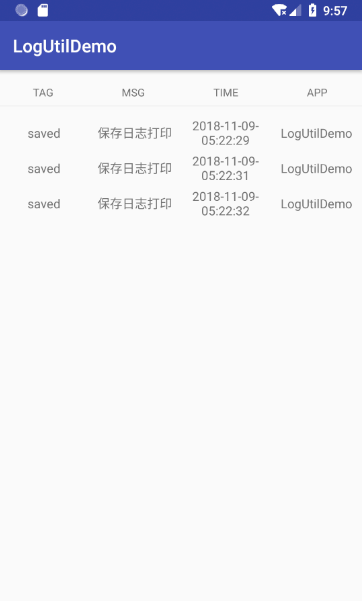 9:57
LogUtilDemo
TAG MSG TIME APP
saved 保存日志打印 2018-11-09-05:22:29 LogUtilDemo
saved 保存日志打印 2018-11-09-05:22:31 LogUtilDemo
saved 保存日志打印 2018-11-09-05:22:32 LogUtilDemo